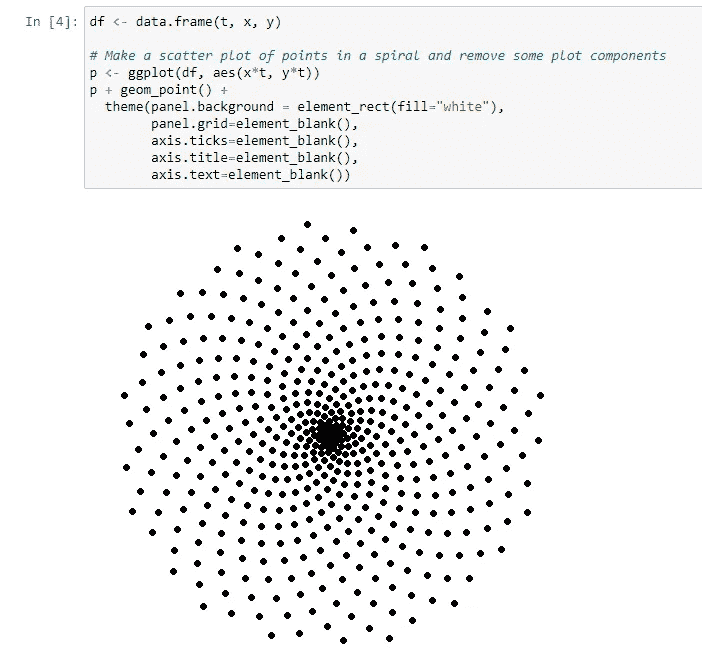 In [4]: df <- data.frame(t, x, y)
# Make a scatter plot of points in a spiral and remove some plot components
p <- ggplot(df, aes(x*t, y*t))
p + geom_point() +
theme(panel.background = element_rect(fill="white"),
panel.grid=element_blank(),
axis.ticks=element_blank(),
axis.title=element_blank(),
axis.text=element_blank())